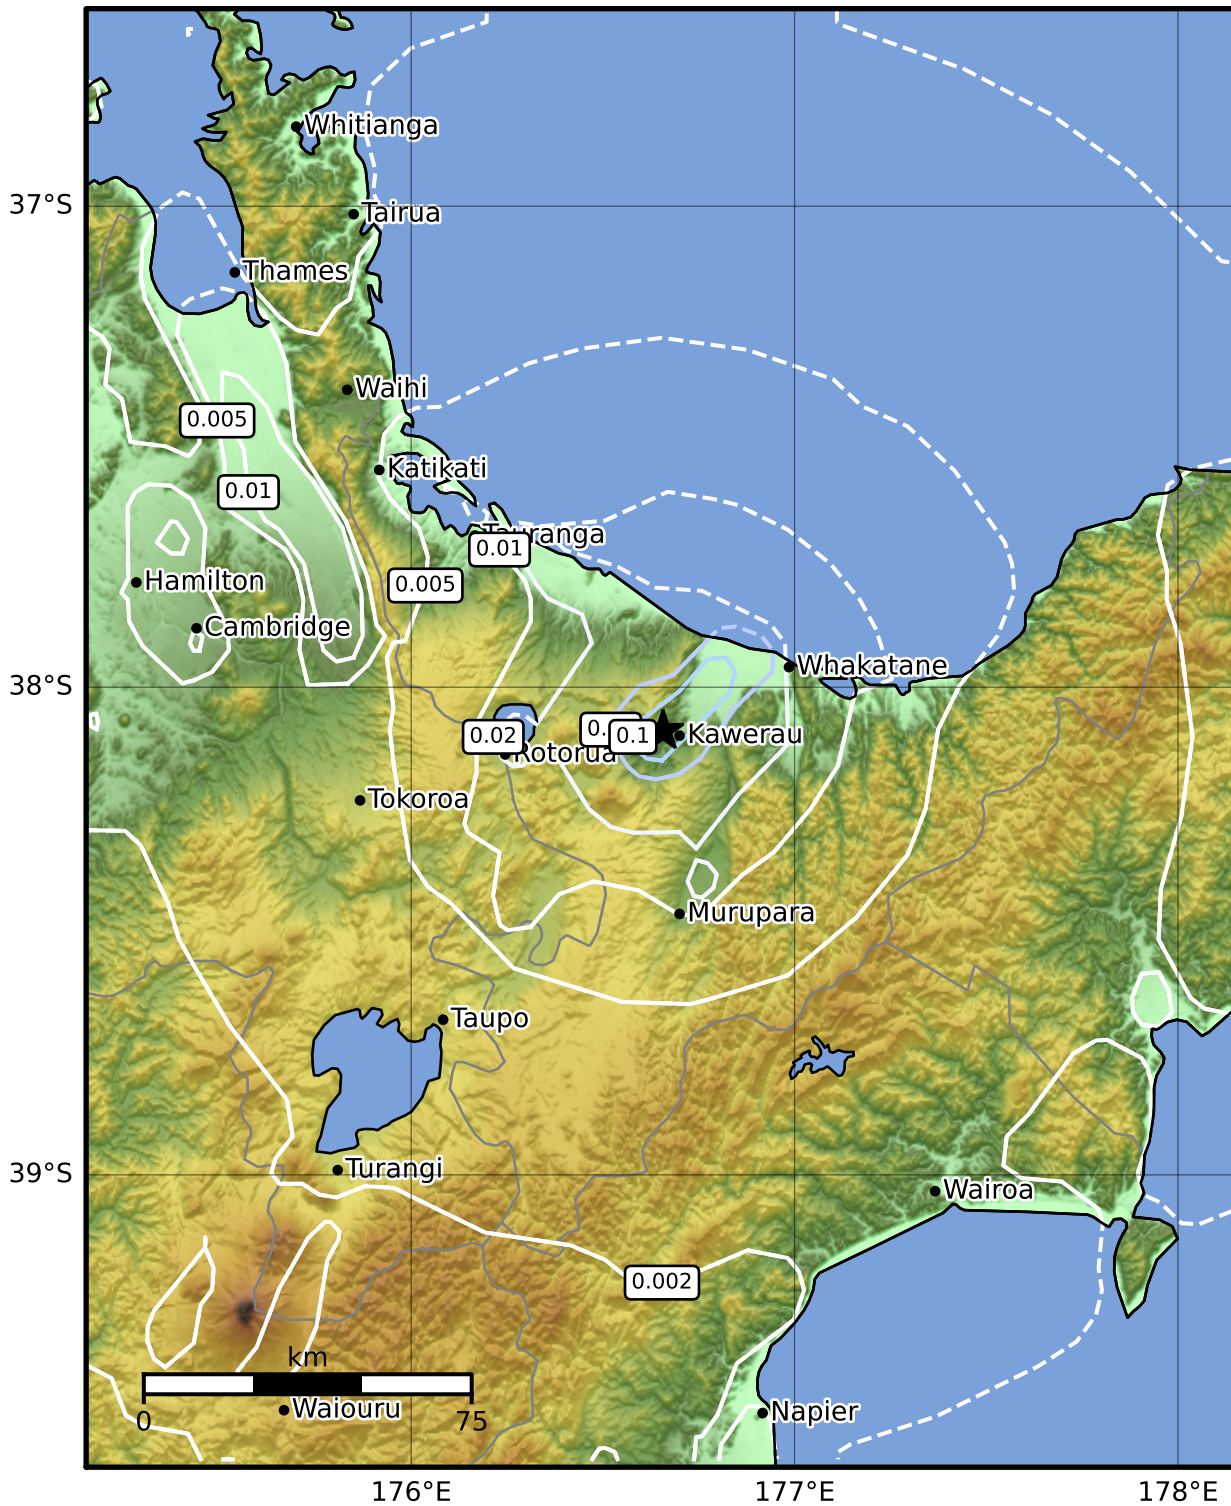 Whitianga
37°S
Tairua
Thames
Waihi
0.005
Katikati
0.01
Tauranga
0.01
Hamilton
0.005
Cambridge
Whakatane
38°S
0.02
0.1
Kawerau
Rotorua
Tokoroa
Murupara
Taupo
Turangi
39°S
Wairoa
0.002
km
0
75
Waiouru
Napier
176°E
177°E
178°E